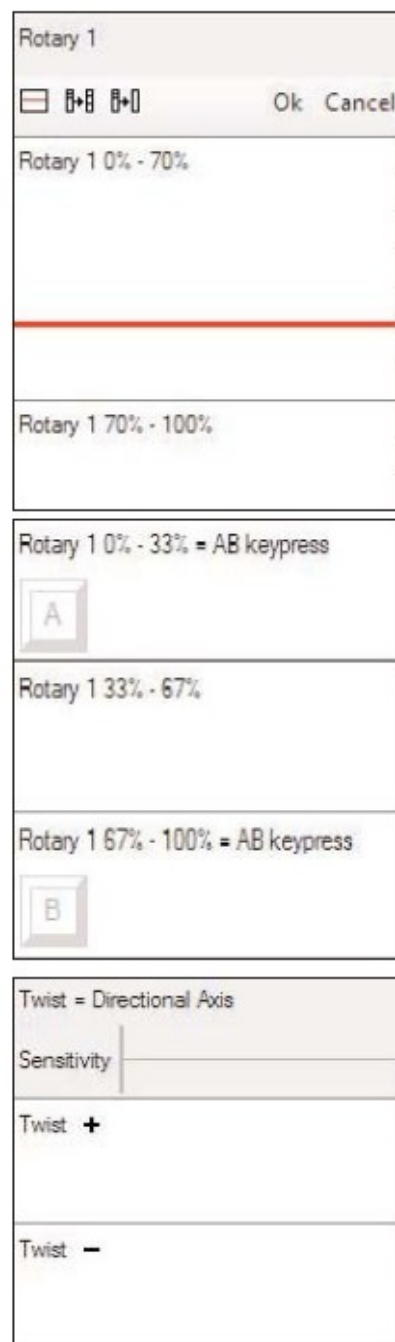 Rotary 1
Ok Cancel
Rotary 1 0% - 70%
Rotary 1 70% - 100%
Rotary 1 0% - 33% = AB keypress
A
Rotary 1 33% - 67%
Rotary 1 67% - 100% = AB keypress
B
Twist = Directional Axis
Sensitivity
Twist +
Twist -